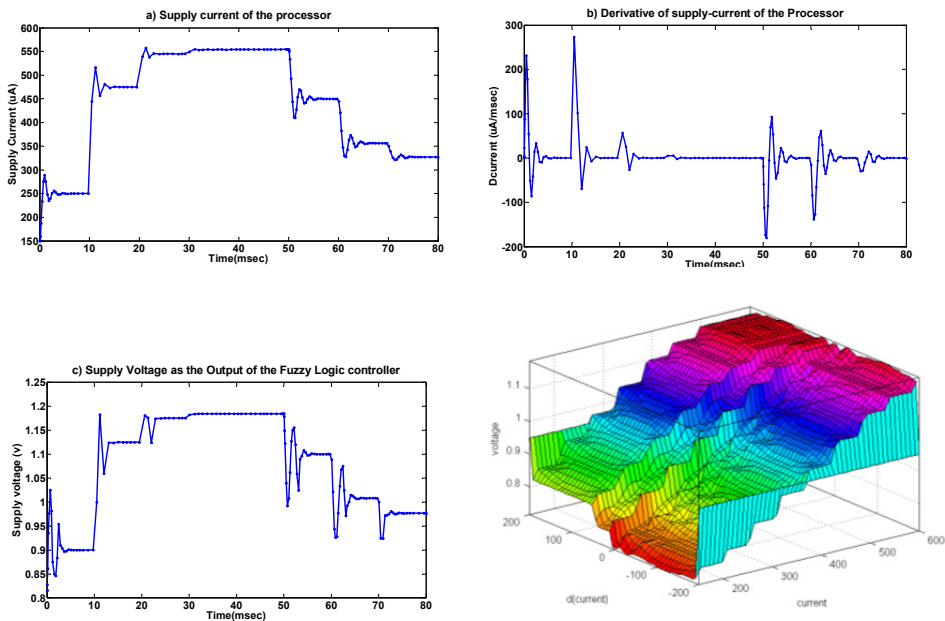 a) Supply current of the processor
Supply Current (uA)
600
550
500
450
400
350
300
250
200
150
0 10 20 30 40 50 60 70 80
Time(msec)
b) Derivative of supply-current of the Processor
Dcurrent (uA/msec)
300
200
100
0
-100
-200
0 10 20 30 40 50 60 70 80
Time(msec)
c) Supply Voltage as the Output of the Fuzzy Logic controller
Supply voltage (v)
1.25
1.2
1.15
1.1
1.05
1
0.95
0.9
0.85
0.8
0 10 20 30 40 50 60 70 80
Time(msec)
voltage
1.1
1
0.9
0.8
200
100
0
-100
-200
d(current)
200
300
400
500
600
current